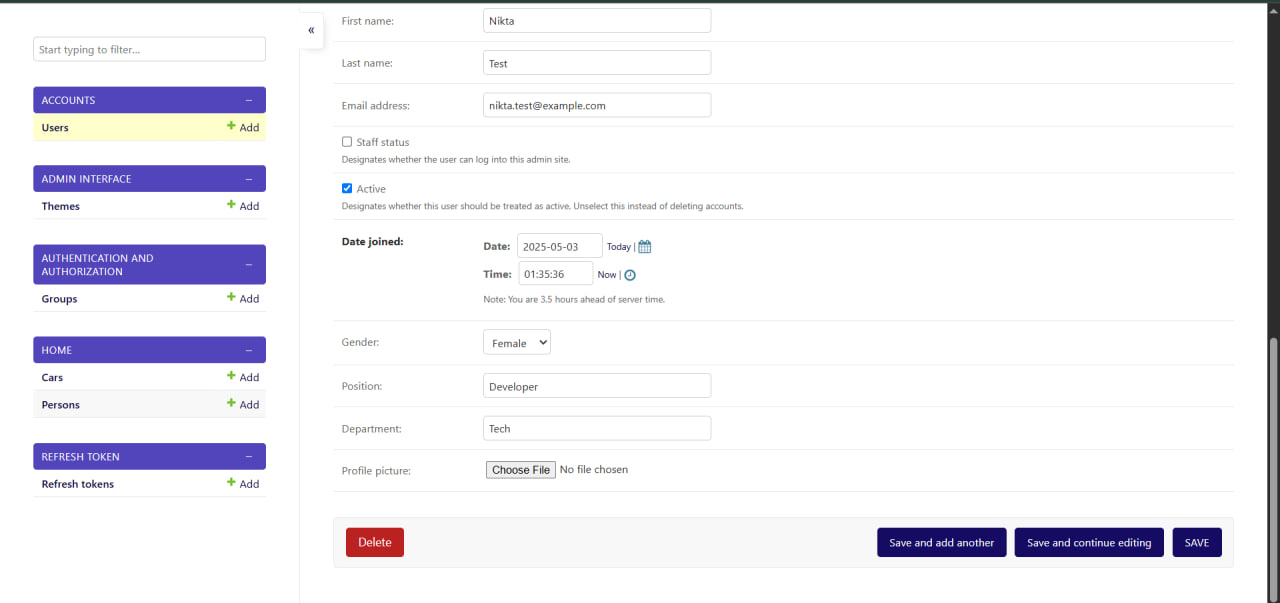 Start typing to filter...
ACCOUNTS –
Users + Add
ADMIN INTERFACE –
Themes + Add
AUTHENTICATION AND
AUTHORIZATION –
Groups + Add
HOME –
Cars + Add
Persons + Add
REFRESH TOKEN –
Refresh tokens + Add
«
First name: Nikta
Last name: Test
Email address: nikta.test@example.com
Staff status
Designates whether the user can log into this admin site.
Active
Designates whether this user should be treated as active. Unselect this instead of deleting accounts.
Date joined: Date: 2025-05-03 Today |
Time: 01:35:36 Now |
Note: You are 3.5 hours ahead of server time.
Gender: Female
Position: Developer
Department: Tech
Profile picture: Choose File No file chosen
Delete Save and add another Save and continue editing SAVE